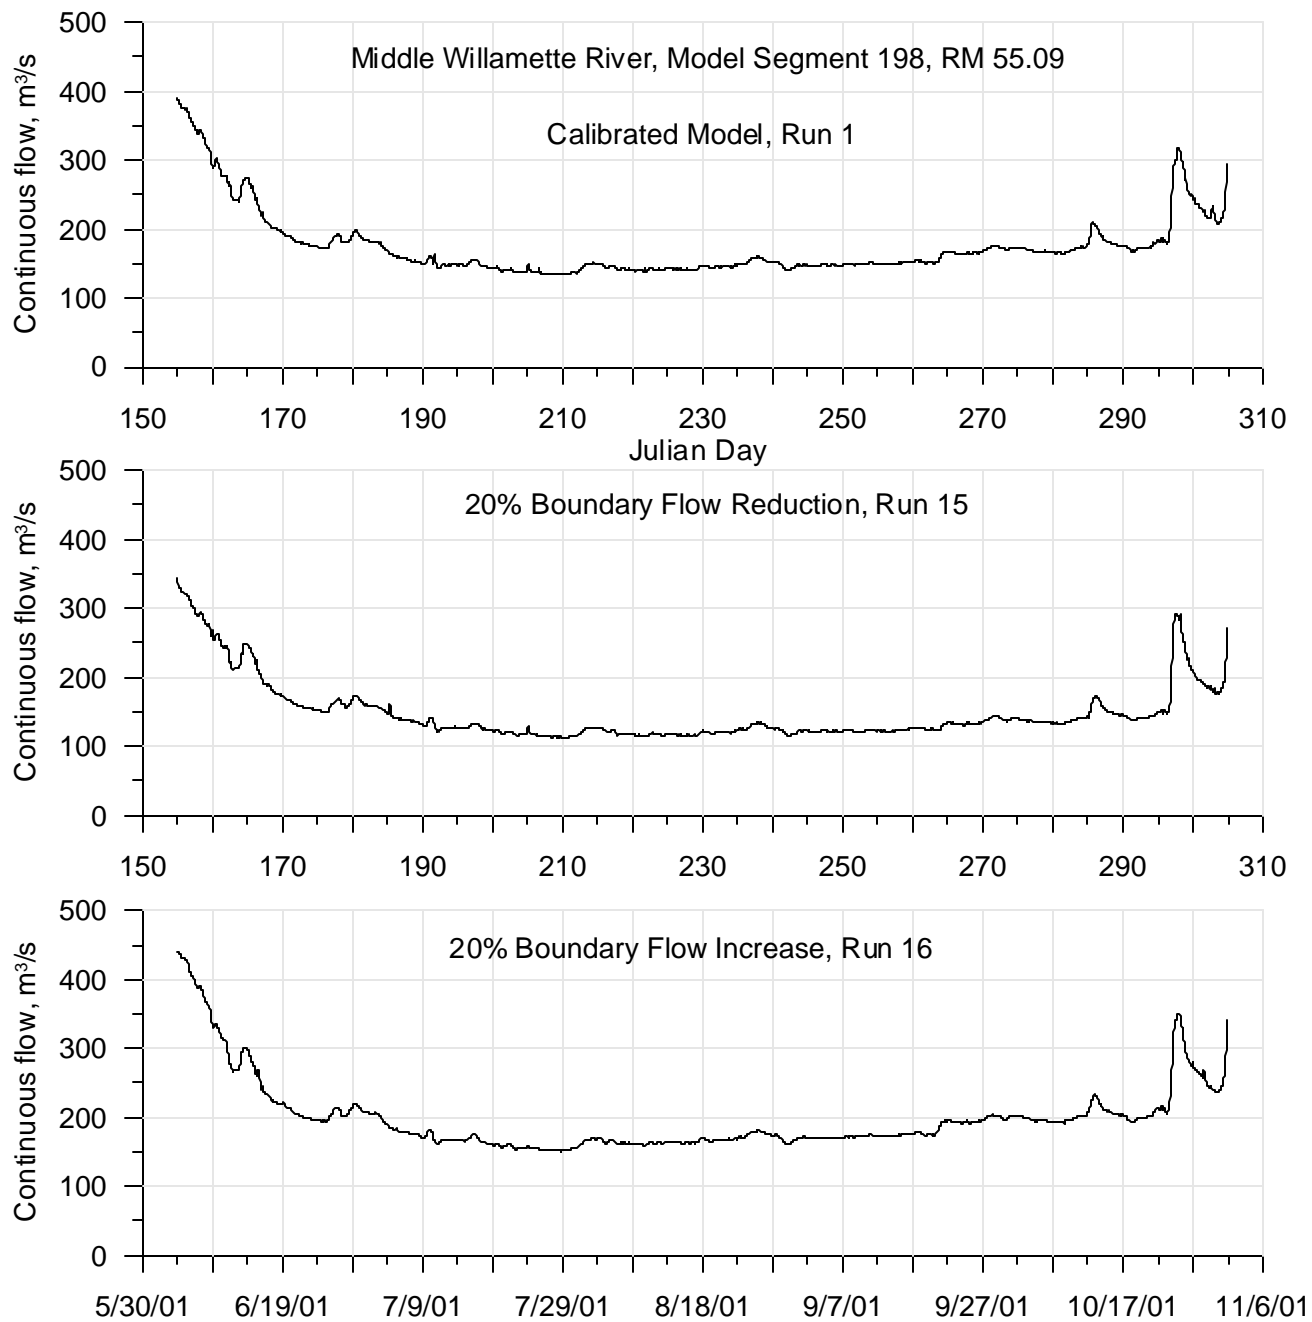 500
Middle Willamette River, Model Segment 198, RM 55.09
400
Calibrated Model, Run 1
300
200
100
0
Continuous flow, m³/s
150 170 190 210 230 250 270 290 310
Julian Day
500
20% Boundary Flow Reduction, Run 15
400
300
200
100
0
Continuous flow, m³/s
150 170 190 210 230 250 270 290 310
500
20% Boundary Flow Increase, Run 16
400
300
200
100
0
Continuous flow, m³/s
5/30/01 6/19/01 7/9/01 7/29/01 8/18/01 9/7/01 9/27/01 10/17/01 11/6/01